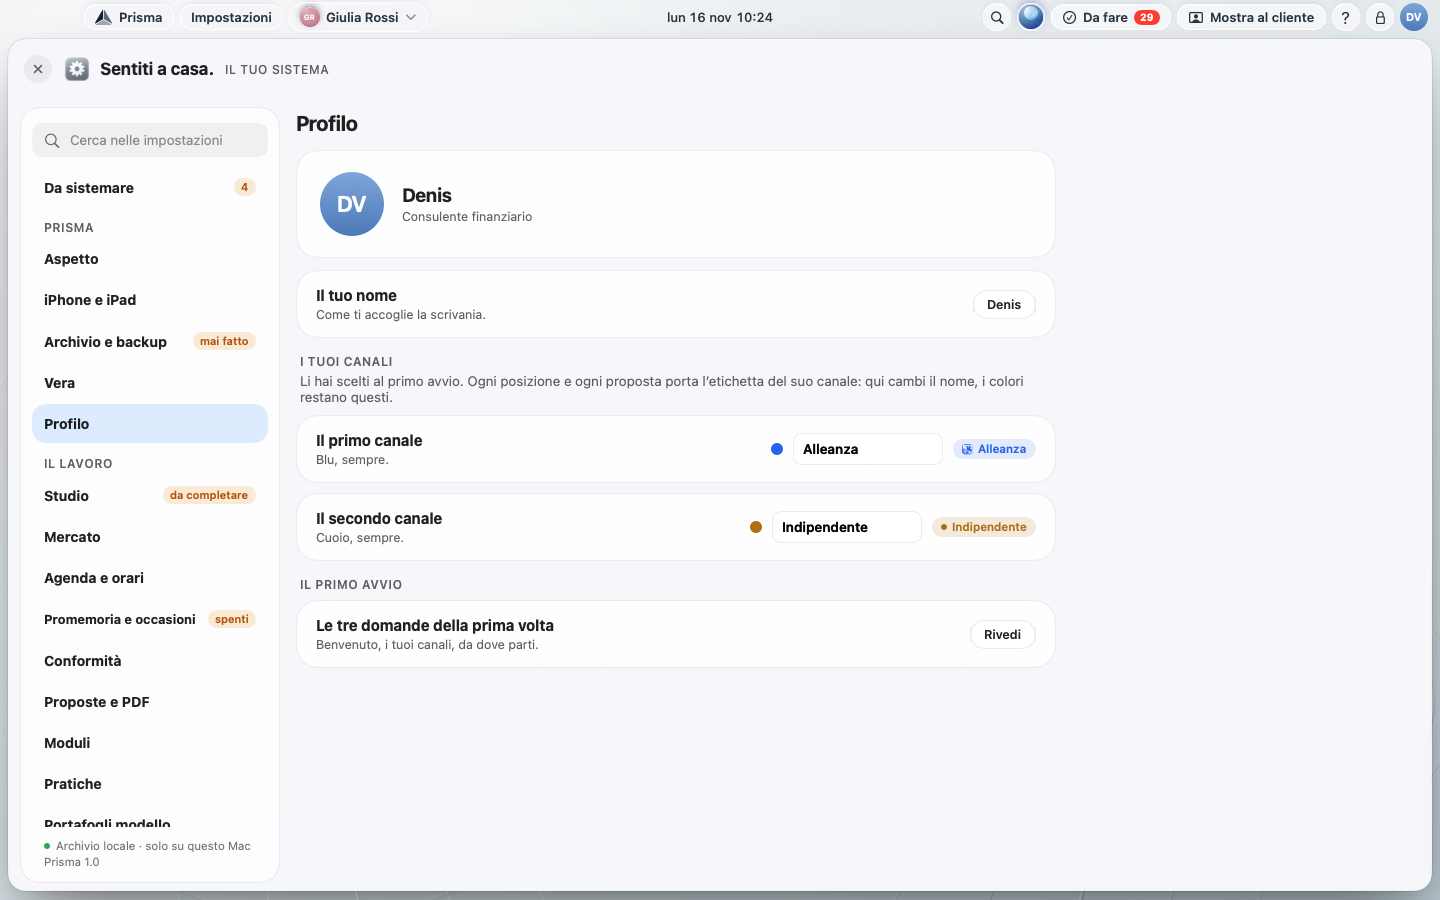 Prisma
Impostazioni
GR Giulia Rossi
lun 16 nov 10:24
Da fare 29
Mostra al cliente
?
DV
Sentiti a casa. IL TUO SISTEMA
Cerca nelle impostazioni
Da sistemare 4
PRISMA
Aspetto
iPhone e iPad
Archivio e backup mai fatto
Vera
Profilo
IL LAVORO
Studio da completare
Mercato
Agenda e orari
Promemoria e occasioni spenti
Conformità
Proposte e PDF
Moduli
Pratiche
Portafogli modello
Archivio locale · solo su questo Mac
Prisma 1.0
Profilo
DV
Denis
Consulente finanziario
Il tuo nome
Come ti accoglie la scrivania.
Denis
I TUOI CANALI
Li hai scelti al primo avvio. Ogni posizione e ogni proposta porta l’etichetta del suo canale: qui cambi il nome, i colori
restano questi.
Il primo canale
Blu, sempre.
Alleanza
Alleanza
Il secondo canale
Cuoio, sempre.
Indipendente
Indipendente
IL PRIMO AVVIO
Le tre domande della prima volta
Benvenuto, i tuoi canali, da dove parti.
Rivedi